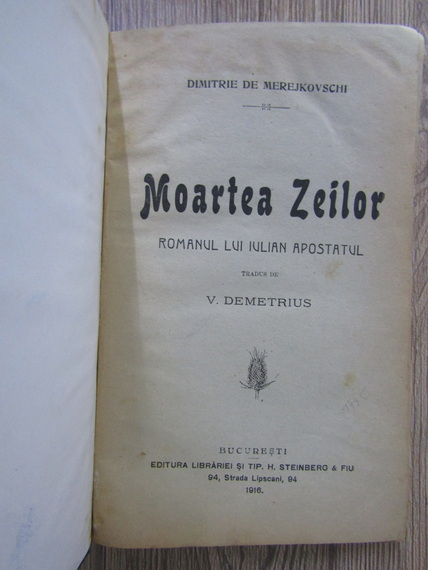 DIMITRIE DE MEREJKOVSCHI
Moartea Zeilor
ROMANUL LUI IULIAN APOSTATUL
TRADUS DE
V. DEMETRIUS
BUCUREȘTI
EDITURA LIBRĂRIEI ȘI TIP. H. STEINBERG & FIU
94, Strada Lipscani, 94
1916.